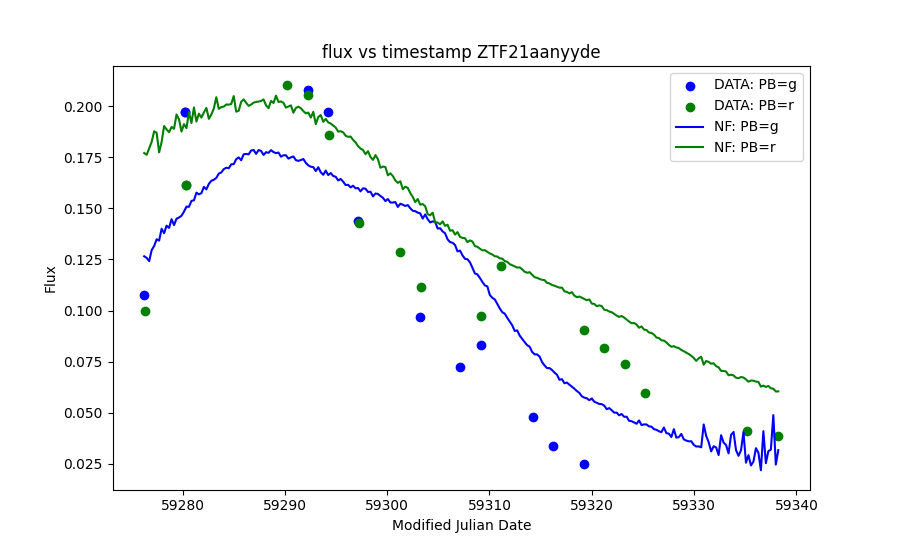 flux vs timestamp ZTF21aanyyde
DATA: PB=g
DATA: PB=r
NF: PB=g
NF: PB=r
Flux
0.200
0.175
0.150
0.125
0.100
0.075
0.050
0.025
59280 59290 59300 59310 59320 59330 59340
Modified Julian Date